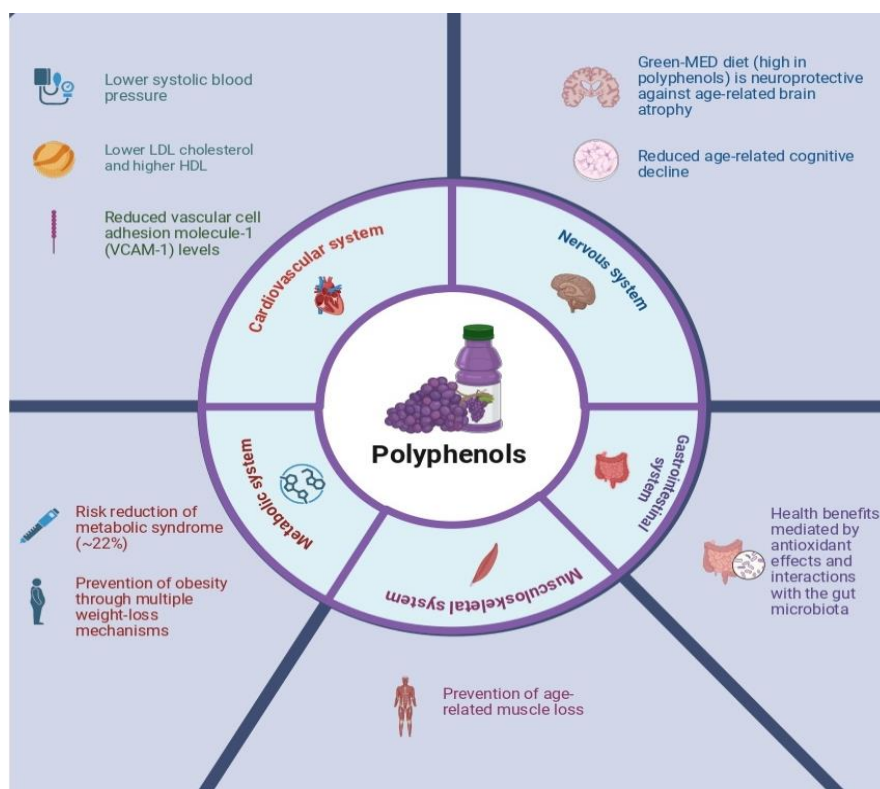 Lower systolic blood
pressure
Lower LDL cholesterol
and higher HDL
Reduced vascular cell
adhesion molecule-1
(VCAM-1) levels
Green-MED diet (high in
polyphenols) is neuroprotective
against age-related brain
atrophy
Reduced age-related cognitive
decline
Cardiovascular system
Nervous system
Polyphenols
Metabolic system
Musculoskeletal system
Gastrointestinal
system
Risk reduction of
metabolic syndrome
(~22%)
Prevention of obesity
through multiple
weight-loss
mechanisms
Prevention of age-
related muscle loss
Health benefits
mediated by
antioxidant
effects and
interactions
with the gut
microbiota